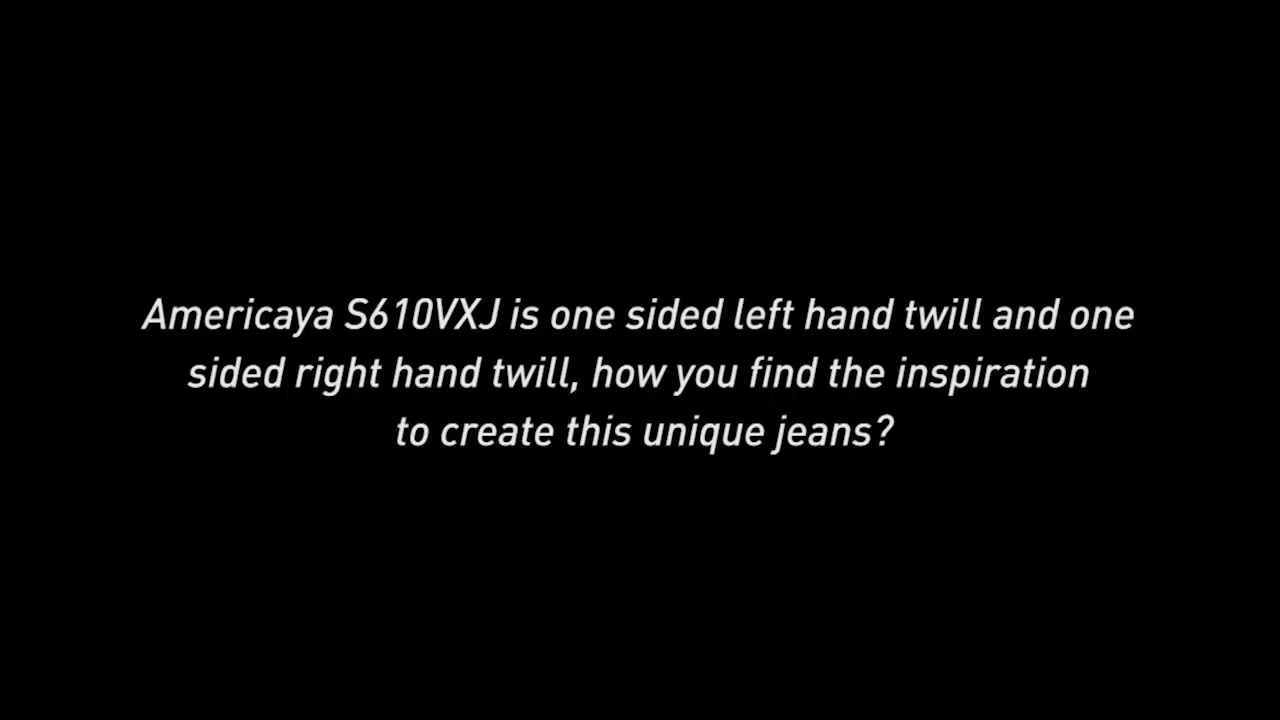 Americaya S610VXJ is one sided left hand twill and one
sided right hand twill, how you find the inspiration
to create this unique jeans?